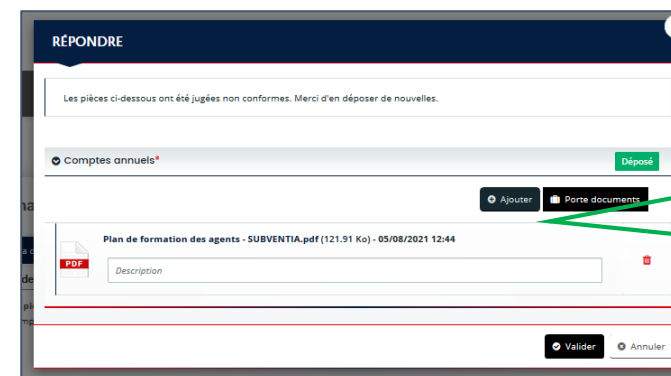 RÉPONDRE
Les pièces ci-dessous ont été jugées non conformes. Merci d'en déposer de nouvelles.
Comptes annuels*
Déposé
Ajouter
Porte documents
Plan de formation des agents - SUBVENTIA.pdf (121.91 Ko) - 05/08/2021 12:44
PDF
Description
Valider
Annuler